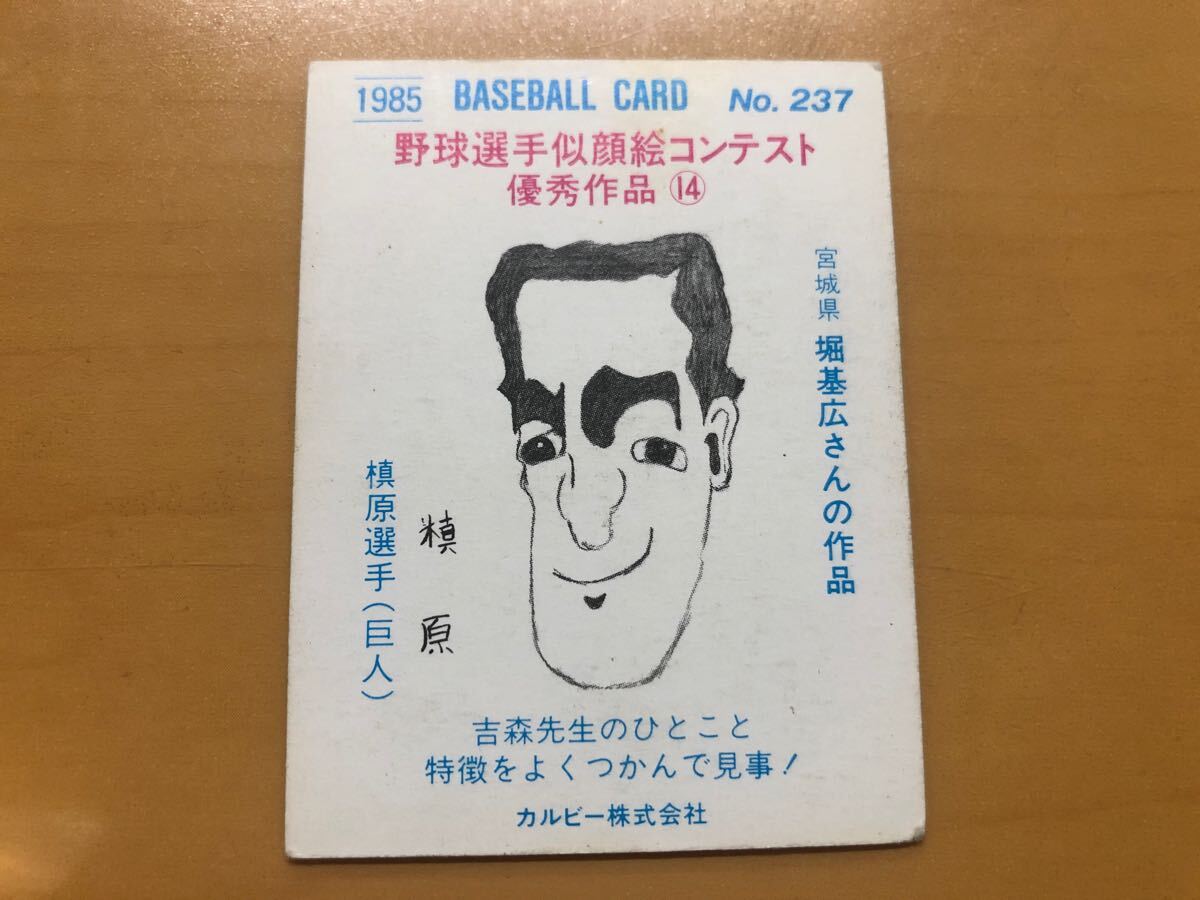 1985 BASEBALL CARD No. 237
野球選手似顔絵コンテスト
優秀作品⑭
宮城県 堀基広さんの作品
槙原選手(巨人)
槙原
吉森先生のひとこと
特徴をよくつかんで見事!
カルビー株式会社